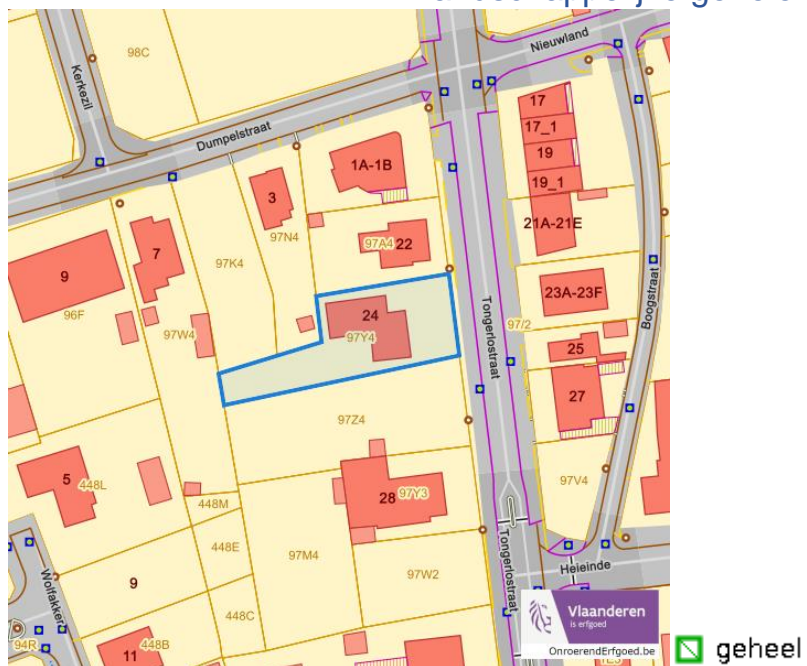 98C
Kerkezijl
Dumpelstraat
Nieuwland
17
17_1
19
19_1
21A-21E
1A-1B
3
97N4
97A4 22
7
97K4
9
96F
97W4
24
97Y4
Tongerlostraat
97/2
23A-23F
Boogstraat
25
27
97Z4
97V4
5 448L
448M
28 97Y3
448E
97M4
9
97W2
448C
Tongerlostraat
Heieinde
Wolfakker
94R
11 448B
Vlaanderen
is erfgoed
OnroerendErfgoed.be
geheel